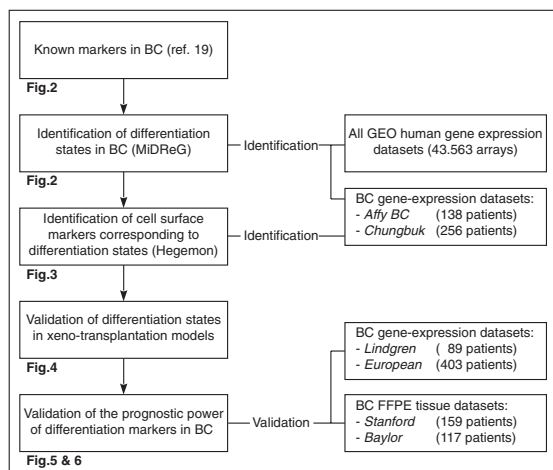 Known markers in BC (ref. 19)
Fig.2
Identification of differentiation
states in BC (MiDReG)
Identification
All GEO human gene expression
datasets (43.563 arrays)
Fig.2
BC gene-expression datasets:
- Affy BC (138 patients)
- Chungbuk (256 patients)
Identification of cell surface
markers corresponding to
differentiation states (Hegemon)
Identification
Fig.3
Validation of differentiation states
in xeno-transplantation models
Fig.4
BC gene-expression datasets:
- Lindgren ( 89 patients)
- European (403 patients)
Validation of the prognostic power
of differentiation markers in BC
Validation
BC FFPE tissue datasets:
- Stanford (159 patients)
- Baylor (117 patients)
Fig.5 & 6